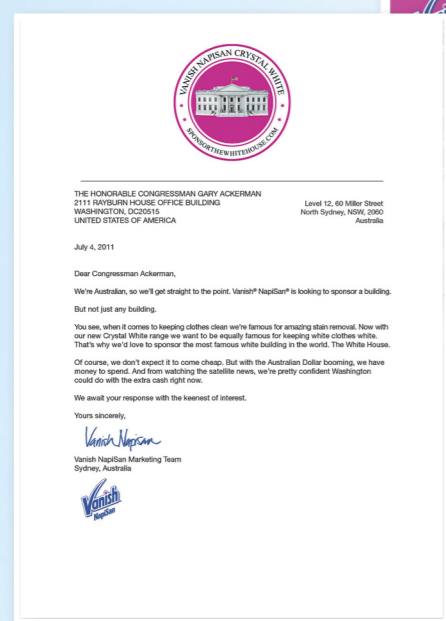 VANISH NAPISAN CRYSTAL WHITE
SPONSORTHEWHITEHOUSE.COM
THE HONORABLE CONGRESSMAN GARY ACKERMAN
2111 RAYBURN HOUSE OFFICE BUILDING
WASHINGTON, DC20515
UNITED STATES OF AMERICA
Level 12, 60 Miller Street
North Sydney, NSW, 2060
Australia
July 4, 2011
Dear Congressman Ackerman,
We're Australian, so we'll get straight to the point. Vanish® NapiSan® is looking to sponsor a building.
But not just any building.
You see, when it comes to keeping clothes clean we're famous for amazing stain removal. Now with
our new Crystal White range we want to be equally famous for keeping white clothes white.
That's why we'd love to sponsor the most famous white building in the world. The White House.
Of course, we don't expect it to come cheap. But with the Australian Dollar booming, we have
money to spend. And from watching the satellite news, we're pretty confident Washington
could do with the extra cash right now.
We await your response with the keenest of interest.
Yours sincerely,
Vanish Napisan
Vanish NapiSan Marketing Team
Sydney, Australia
Vanish
NapiSan